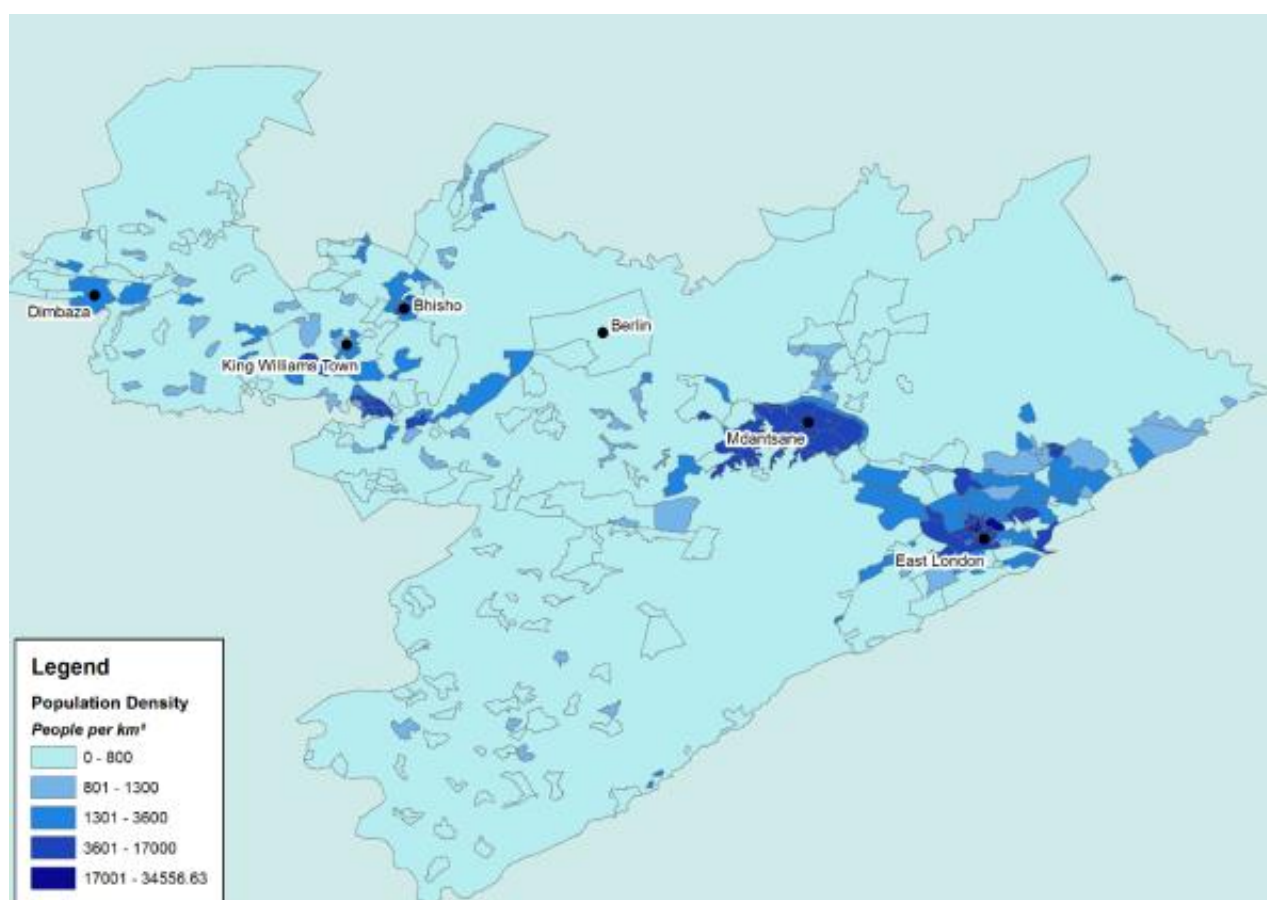 Dimbaza
Bhisho
Berlin
King Williams Town
Mdantsane
East London
Legend
Population Density
People per km²
0 - 800
801 - 1300
1301 - 3600
3601 - 17000
17001 - 34556.63